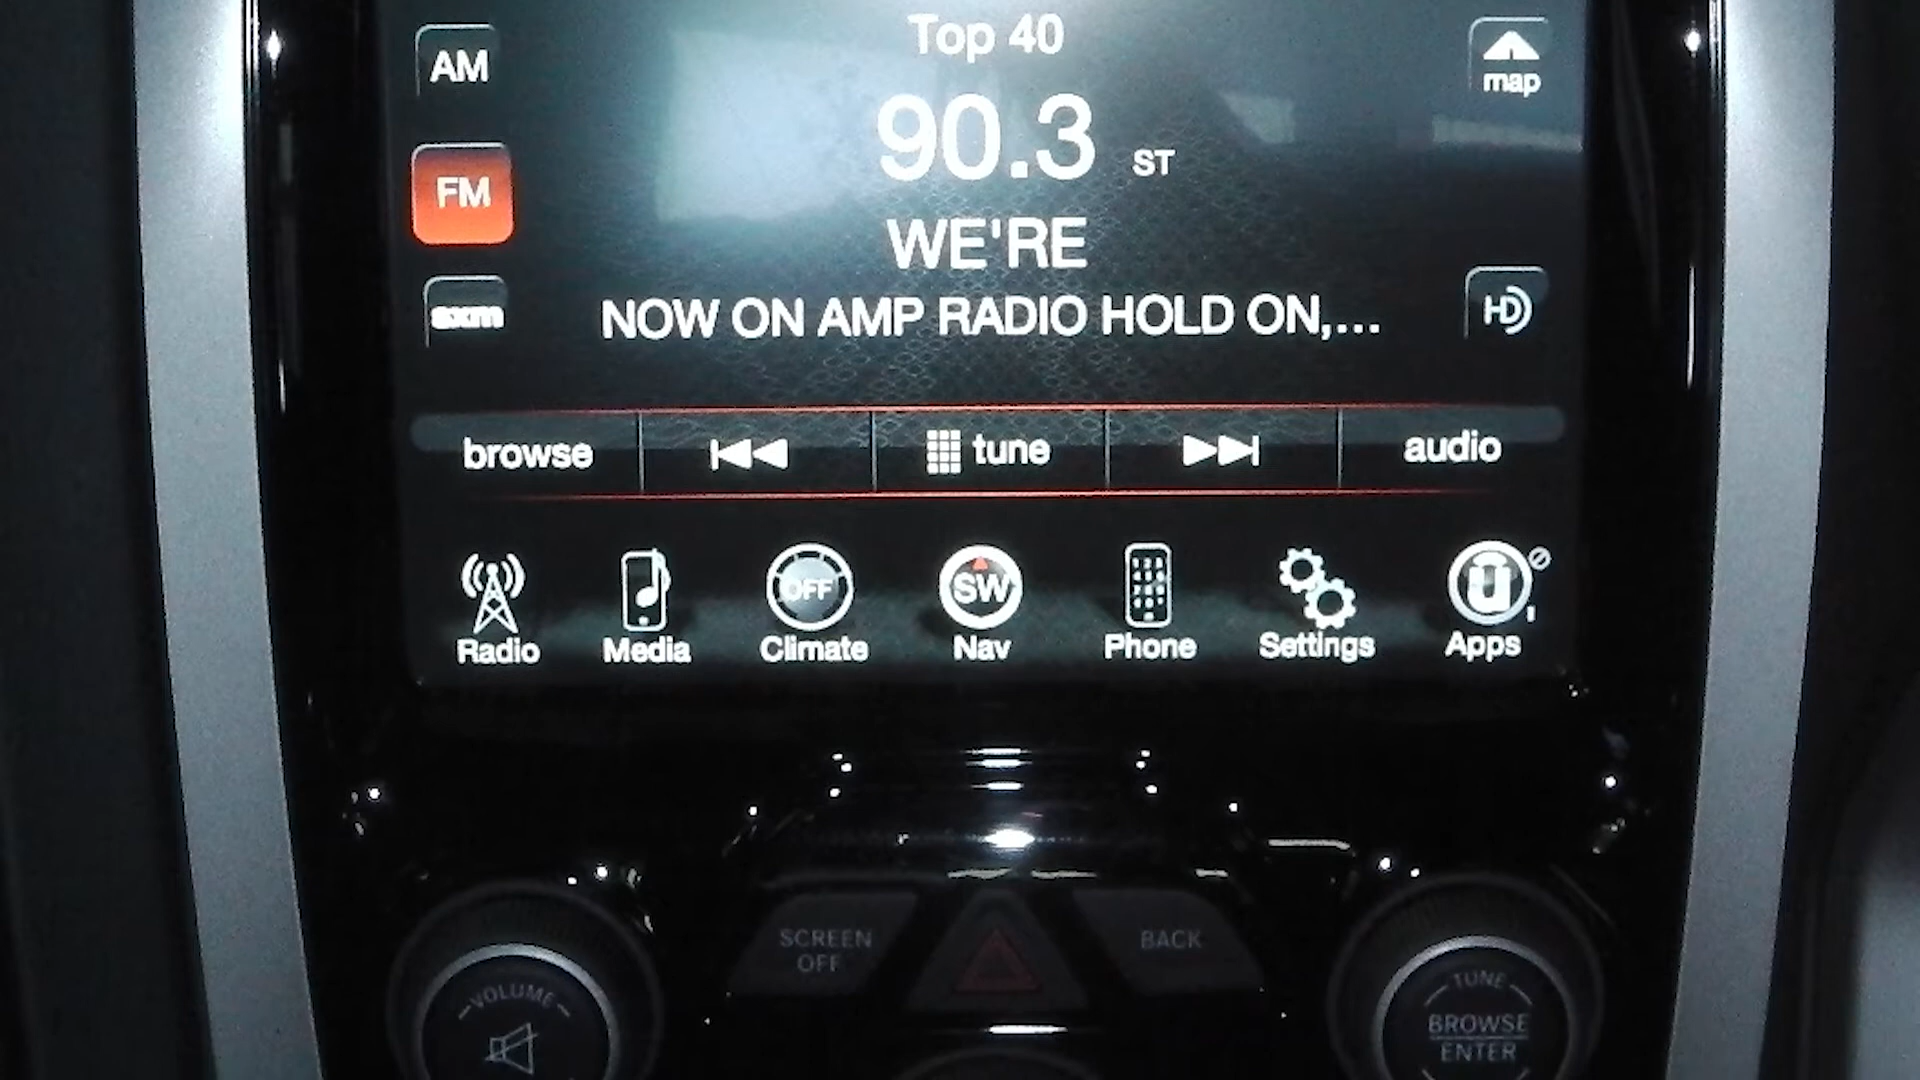 Top 40
AM
map
90.3 ST
FM
WE'RE
sxm
NOW ON AMP RADIO HOLD ON,...
HD
browse
tune
audio
OFF
SW
Radio
Media
Climate
Nav
Phone
Settings
Apps
SCREEN
OFF
BACK
VOLUME
TUNE
BROWSE
ENTER